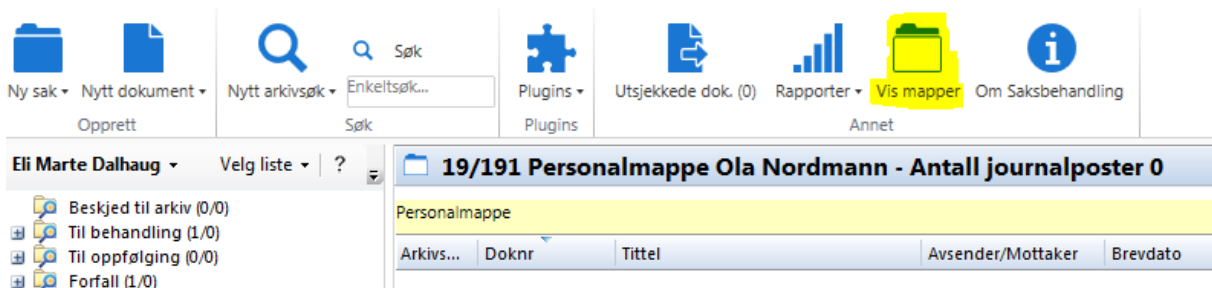 Søk
Ny sak Nytt dokument Nytt arkivsøk Enkeltsøk... Plugins Utsjekkede dok. (0) Rapporter Vis mapper Om Saksbehandling
Opprett Søk Plugins Annet
Eli Marte Dalhaug Velg liste ? 19/191 Personalmappe Ola Nordmann - Antall journalposter 0
Beskjed til arkiv (0/0) Personalmappe
Til behandling (1/0)
Til oppfølging (0/0) Arkivs... Doknr Tittel Avsender/Mottaker Brevdato
Forfall (1/0)